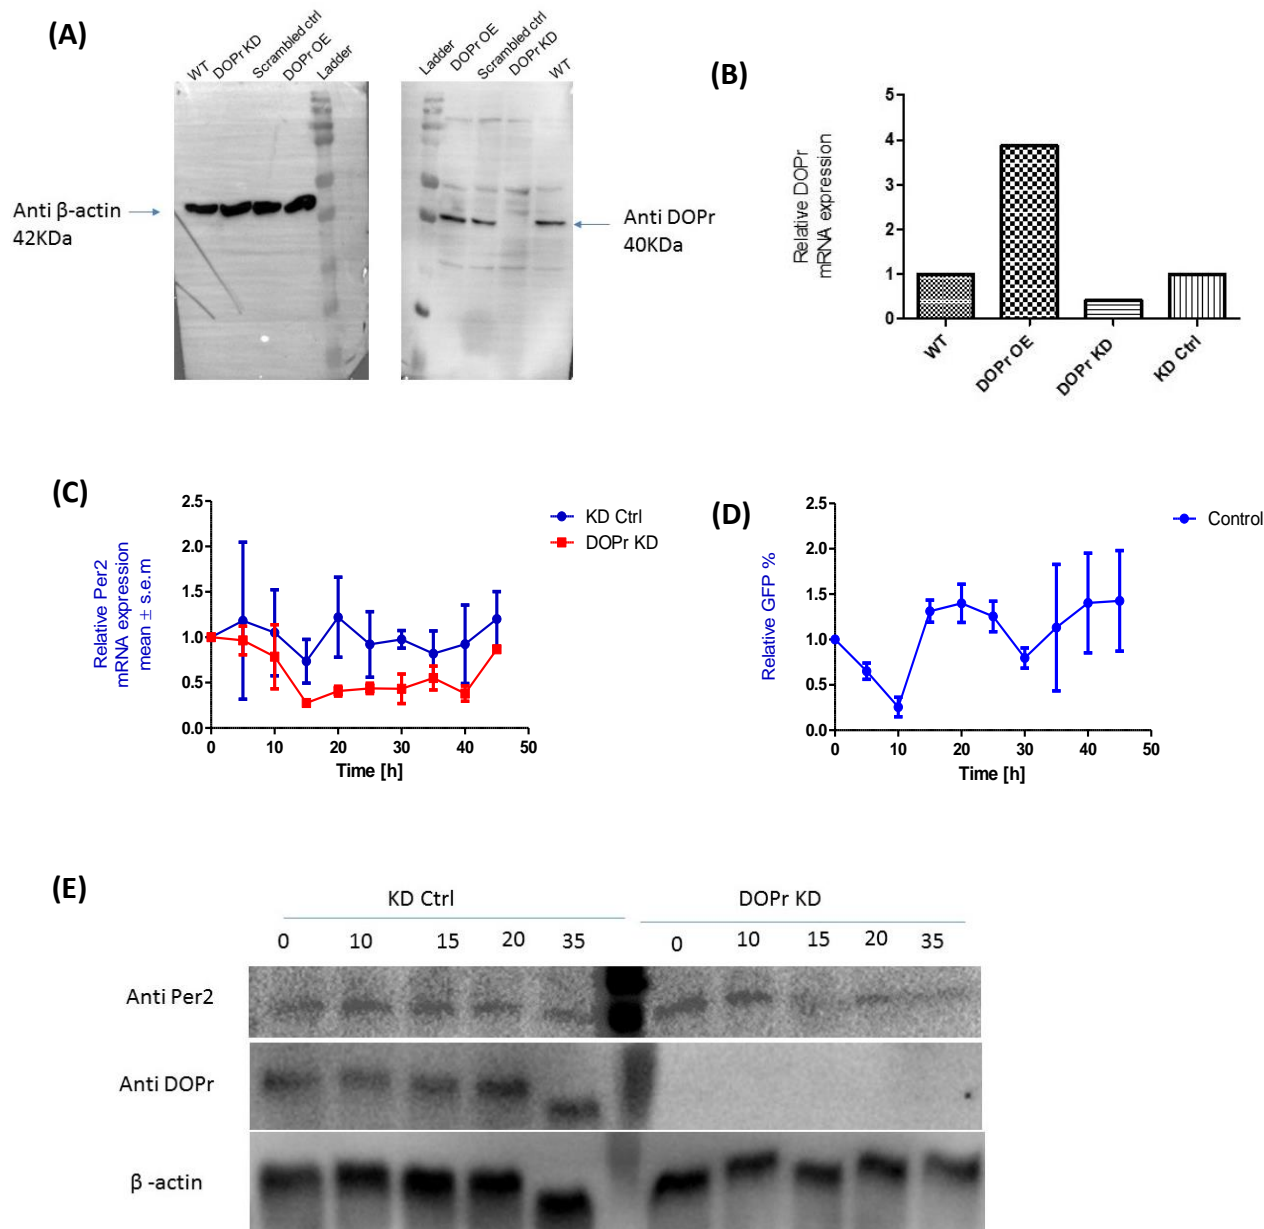 (A)
WT
DOPr KD
Scrambled ctrl
DOPr OE
Ladder
Ladder
DOPr OE
Scrambled ctrl
DOPr KD
WT
Anti β-actin
42KDa
Anti DOPr
40KDa
(B)
Relative DOPr
mRNA expression
5
4
3
2
1
0
WT
DOPr OE
DOPr KD
KD Ctrl
(C)
Relative Per2
mRNA expression
mean ± s.e.m
2.5
2.0
1.5
1.0
0.5
0.0
0 10 20 30 40 50
Time [h]
KD Ctrl
DOPr KD
(D)
Relative GFP %
2.5
2.0
1.5
1.0
0.5
0.0
0 10 20 30 40 50
Time [h]
Control
(E)
KD Ctrl DOPr KD
0 10 15 20 35 0 10 15 20 35
Anti Per2
Anti DOPr
β -actin